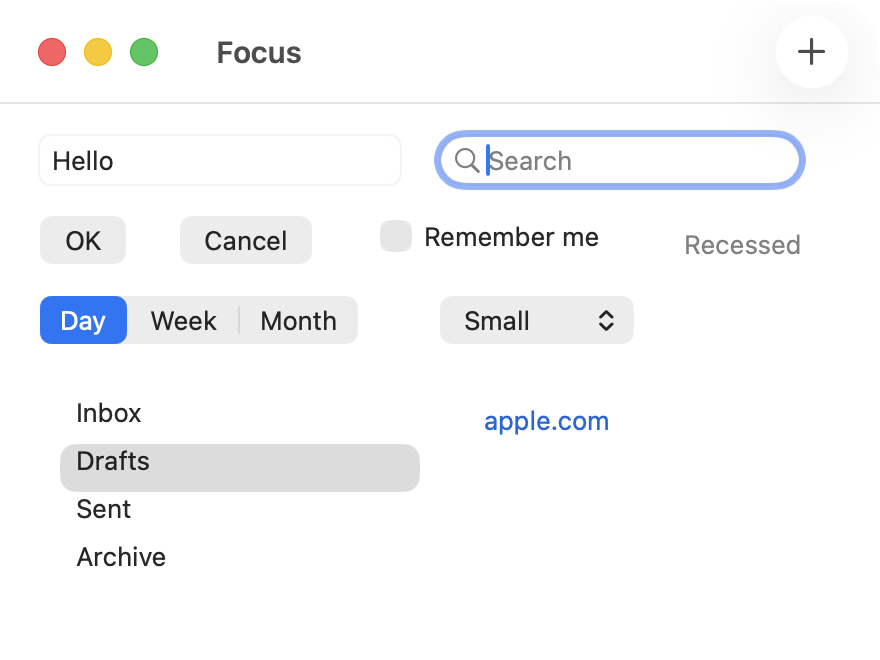 Focus
Hello
Search
OK
Cancel
Remember me
Recessed
Day
Week
Month
Small
Inbox
apple.com
Drafts
Sent
Archive